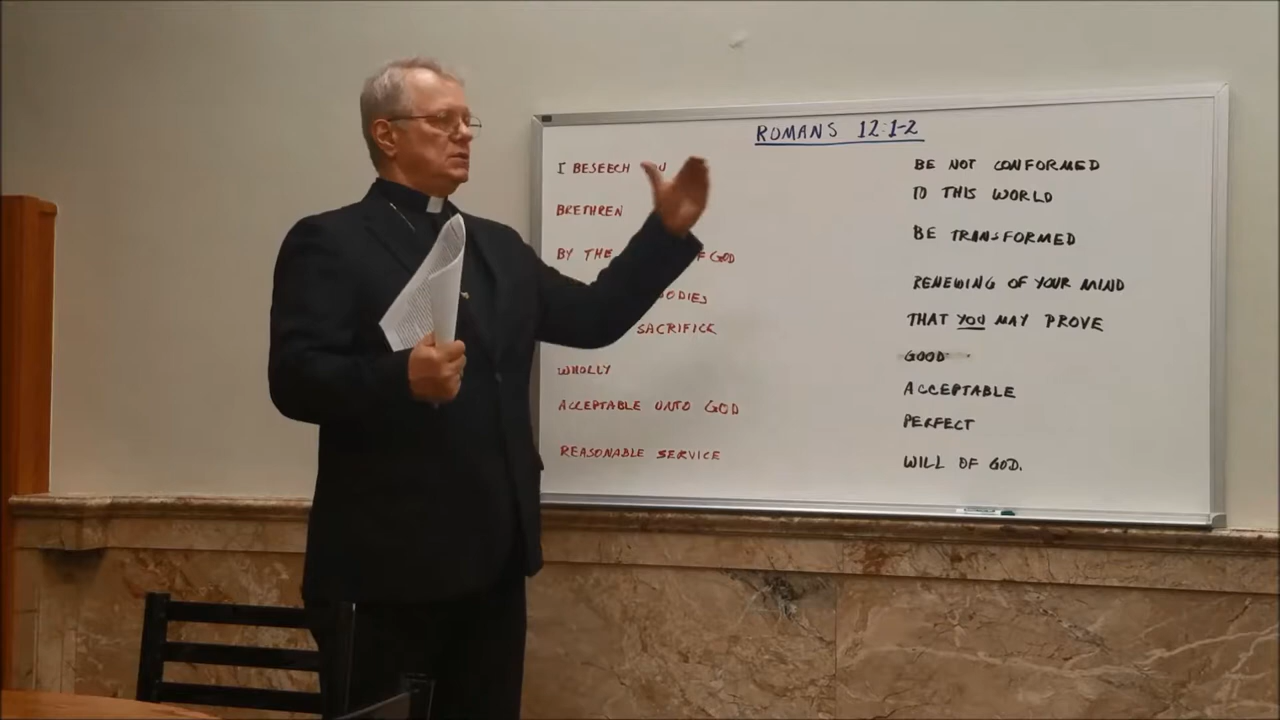 ROMANS 12:1-2
I BESEECH
BRETHREN
BY THE OF GOD
SACRIFICE
WHOLLY
ACCEPTABLE UNTO GOD
REASONABLE SERVICE
BE NOT CONFORMED
TO THIS WORLD
BE TRANSFORMED
RENEWING OF YOUR MIND
THAT YOU MAY PROVE
GOOD
ACCEPTABLE
PERFECT
WILL OF GOD.